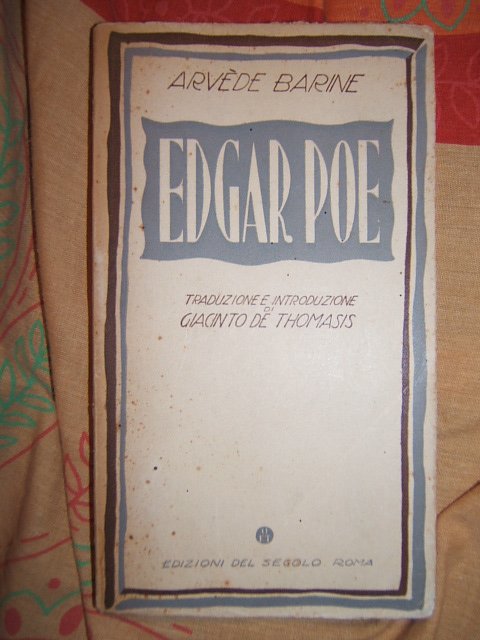 ARVÈDE BARINE
EDGAR POE
TRADUZIONE E INTRODUZIONE
DI
GIACINTO DE THOMASIS
EDIZIONI DEL SECOLO ROMA